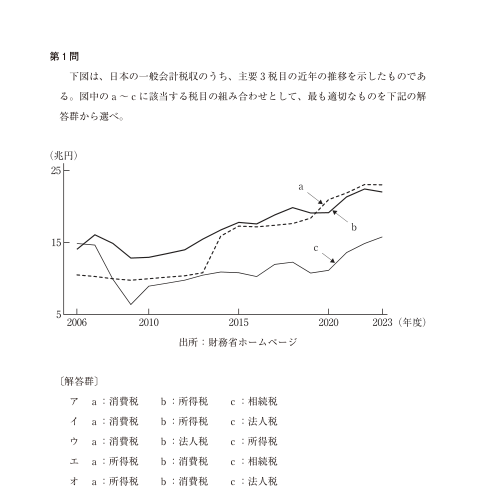 第1問
下図は、日本の一般会計税収のうち、主要3税目の近年の推移を示したものであ
る。図中のa～cに該当する税目の組み合わせとして、最も適切なものを下記の解
答群から選べ。
（兆円）
25
15
5
a
b
c
2006 2010 2015 2020 2023（年度）
出所：財務省ホームページ
〔解答群〕
ア a：消費税 b：所得税 c：相続税
イ a：消費税 b：所得税 c：法人税
ウ a：消費税 b：法人税 c：所得税
エ a：所得税 b：消費税 c：相続税
オ a：所得税 b：消費税 c：法人税